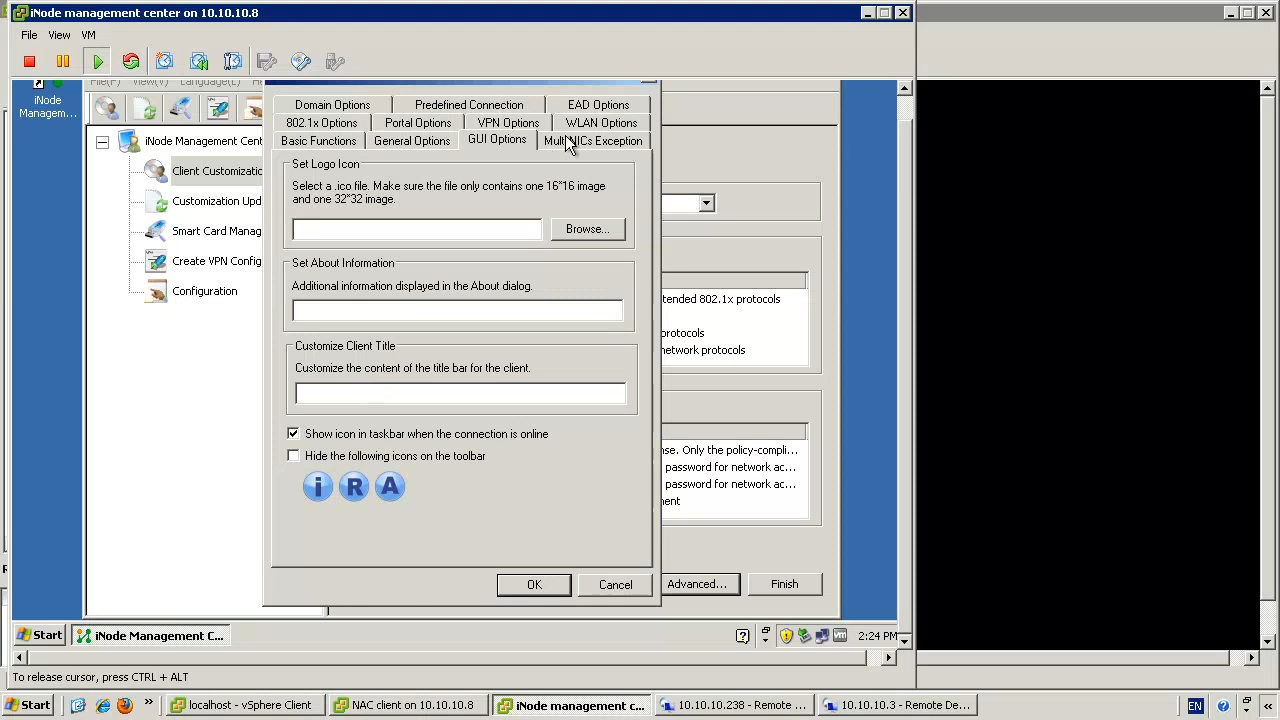 iNode management center on 10.10.10.8
File View VM
File(F) View(V) Language(L)
iNode
Managem...
iNode Management Cent
Client Customizatio
Customization Upd
Smart Card Manag
Create VPN Config
Configuration
Domain Options Predefined Connection EAD Options
802.1x Options Portal Options VPN Options WLAN Options
Basic Functions General Options GUI Options Multi NICs Exception
Set Logo Icon
Select a .ico file. Make sure the file only contains one 16*16 image
and one 32*32 image.
Browse...
Set About Information
Additional information displayed in the About dialog.
Customize Client Title
Customize the content of the title bar for the client.
Show icon in taskbar when the connection is online
Hide the following icons on the toolbar
i R A
OK Cancel
tended 802.1x protocols
protocols
network protocols
nse. Only the policy-compli...
password for network ac...
password for network ac...
ment
Advanced... Finish
Start iNode Management C... 2:24 PM
To release cursor, press CTRL + ALT
Start localhost - vSphere Client NAC client on 10.10.10.8 iNode management c... 10.10.10.238 - Remote ... 10.10.10.3 - Remote De... EN